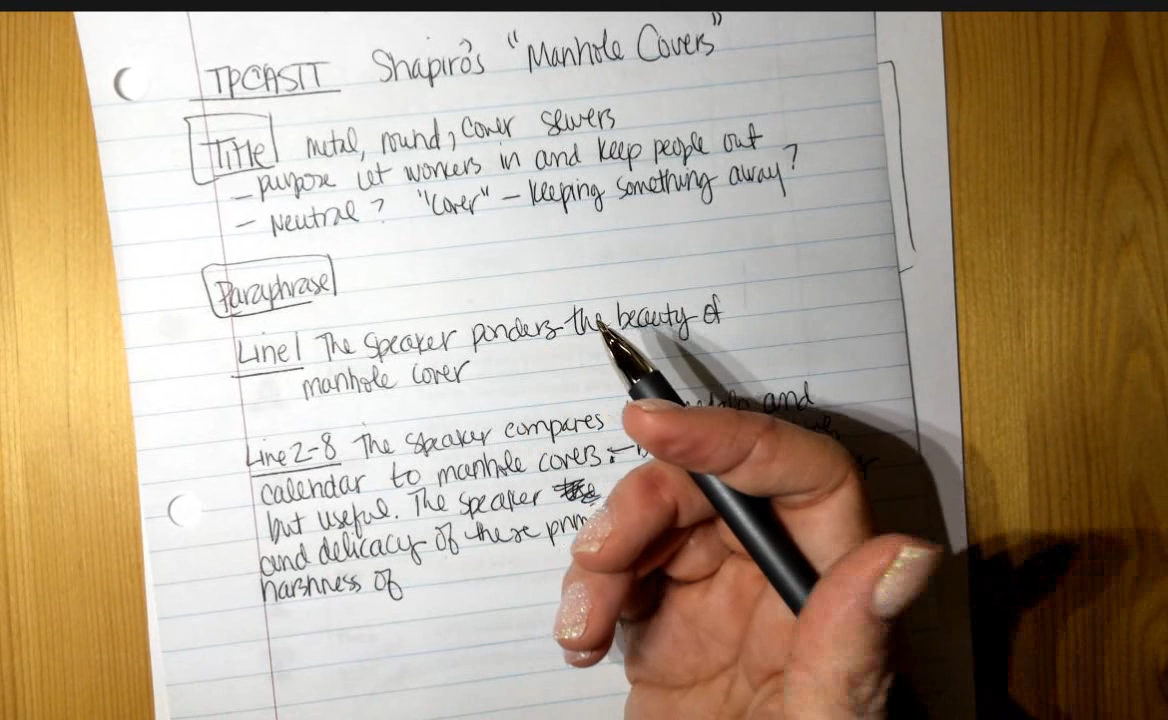 TPCASTT Shapiro's "Manhole Covers"
Title metal, round, cover sewers
- purpose let workers in and keep people out
- Neutral? "Cover" - keeping something away?
Paraphrase
Line 1 The speaker ponders the beauty of
manhole cover
Line 2-8 The speaker compares and
calendar to manhole covers.
but useful. The speaker
and delicacy of these
harshness of